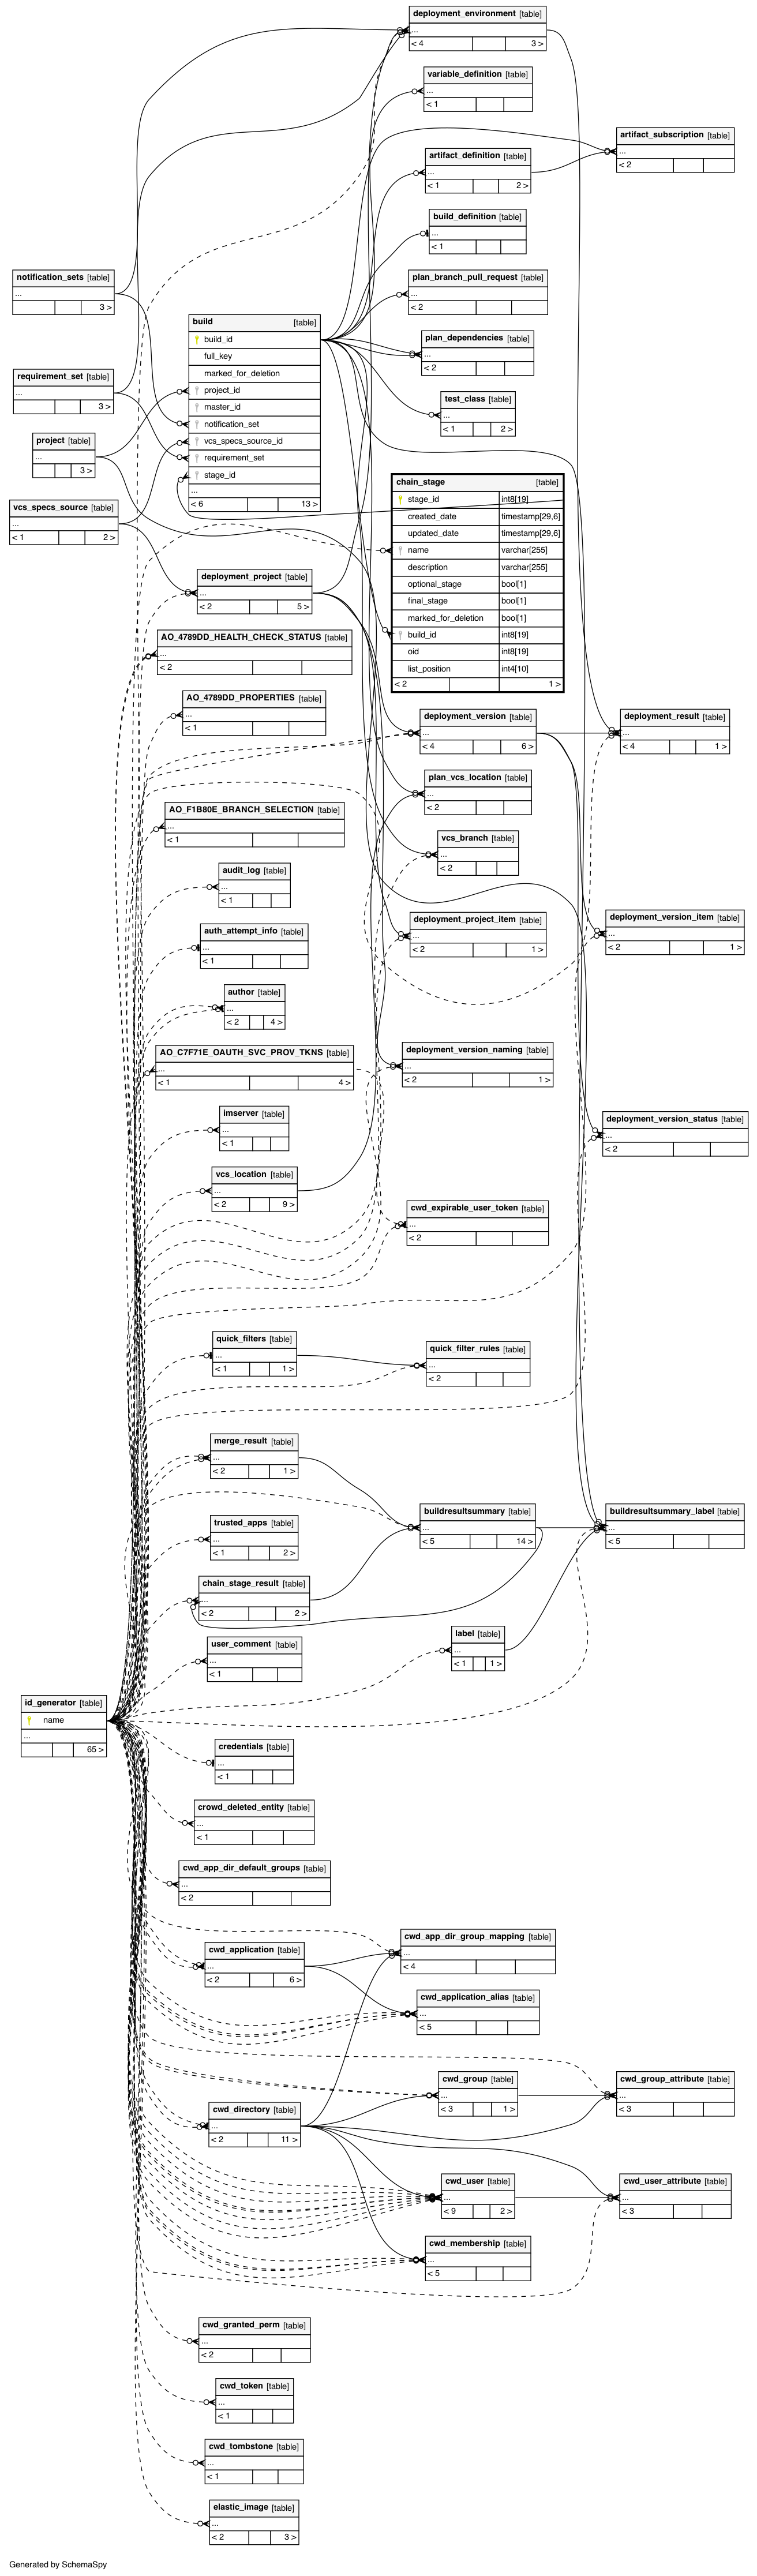 deployment_environment [table]
...
< 4 3 >
variable_definition [table]
...
< 1
artifact_subscription [table]
...
< 2
artifact_definition [table]
...
< 1 2 >
build_definition [table]
...
< 1
notification_sets [table]
...
3 >
plan_branch_pull_request [table]
...
< 2
build [table]
build_id
full_key
marked_for_deletion
project_id
master_id
notification_set
vcs_specs_source_id
requirement_set
stage_id
...
< 6 13 >
plan_dependencies [table]
...
< 2
requirement_set [table]
...
3 >
test_class [table]
...
< 1 2 >
project [table]
...
3 >
chain_stage [table]
stage_id int8[19]
created_date timestamp[29,6]
updated_date timestamp[29,6]
name varchar[255]
description varchar[255]
optional_stage bool[1]
final_stage bool[1]
marked_for_deletion bool[1]
build_id int8[19]
oid int8[19]
list_position int4[10]
< 2 1 >
vcs_specs_source [table]
...
< 1 2 >
deployment_project [table]
...
< 2 5 >
AO_4789DD_HEALTH_CHECK_STATUS [table]
...
< 2
AO_4789DD_PROPERTIES [table]
...
< 1
deployment_version [table]
...
< 4 6 >
deployment_result [table]
...
< 4 1 >
plan_vcs_location [table]
...
< 2
AO_F1B80E_BRANCH_SELECTION [table]
...
< 1
vcs_branch [table]
...
< 2
audit_log [table]
...
< 1
deployment_project_item [table]
...
< 2 1 >
deployment_version_item [table]
...
< 2 1 >
auth_attempt_info [table]
...
< 1
author [table]
...
< 2 4 >
AO_C7F71E_OAUTH_SVC_PROV_TKNS [table]
...
< 1 4 >
deployment_version_naming [table]
...
< 2 1 >
imserver [table]
...
< 1
deployment_version_status [table]
...
< 2
vcs_location [table]
...
< 2 9 >
cwd_expirable_user_token [table]
...
< 2
quick_filters [table]
...
< 1 1 >
quick_filter_rules [table]
...
< 2
merge_result [table]
...
< 2 1 >
buildresultsummary [table]
...
< 5 14 >
buildresultsummary_label [table]
...
< 5
trusted_apps [table]
...
< 1 2 >
chain_stage_result [table]
...
< 2 2 >
label [table]
...
< 1 1 >
user_comment [table]
...
< 1
id_generator [table]
name
...
65 >
credentials [table]
...
< 1
crowd_deleted_entity [table]
...
< 1
cwd_app_dir_default_groups [table]
...
< 2
cwd_app_dir_group_mapping [table]
...
< 4
cwd_application [table]
...
< 2 6 >
cwd_application_alias [table]
...
< 5
cwd_group [table]
...
< 3 1 >
cwd_group_attribute [table]
...
< 3
cwd_directory [table]
...
< 2 11 >
cwd_user [table]
...
< 9 2 >
cwd_user_attribute [table]
...
< 3
cwd_membership [table]
...
< 5
cwd_granted_perm [table]
...
< 2
cwd_token [table]
...
< 1
cwd_tombstone [table]
...
< 1
elastic_image [table]
...
< 2 3 >
Generated by SchemaSpy